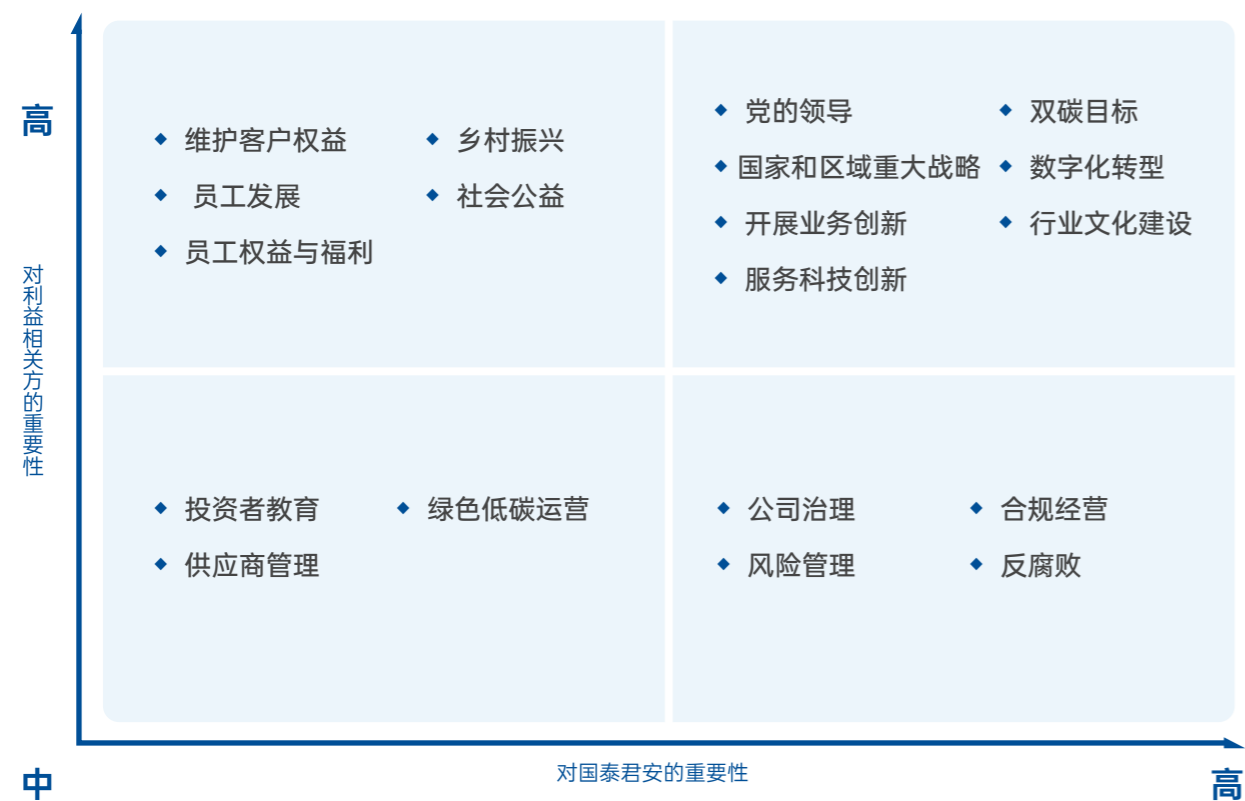 高
对利益相关方的重要性
维护客户权益
乡村振兴
员工发展
社会公益
员工权益与福利
党的领导
双碳目标
国家和区域重大战略
数字化转型
开展业务创新
行业文化建设
服务科技创新
投资者教育
绿色低碳运营
供应商管理
公司治理
合规经营
风险管理
反腐败
中
对国泰君安的重要性
高